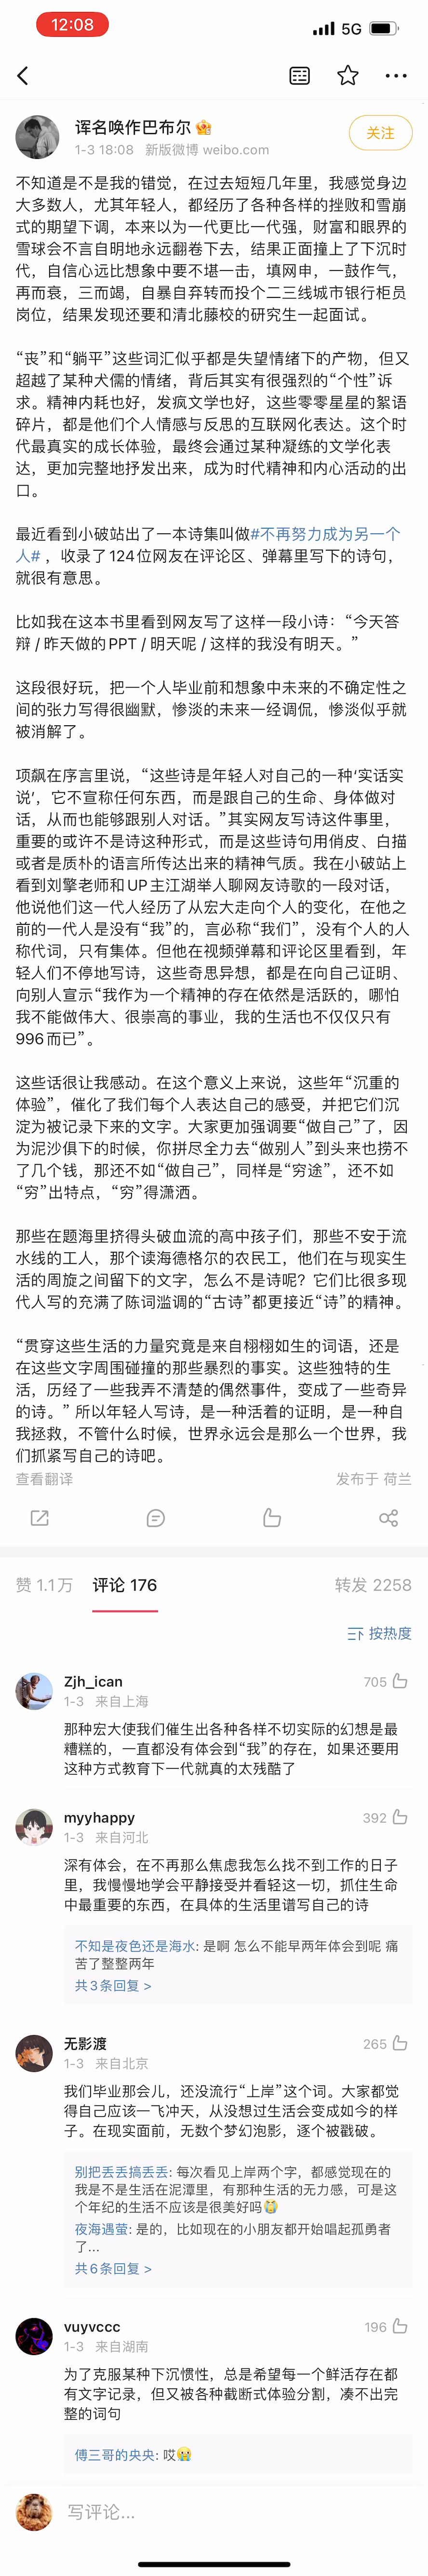 12:08
5G
诨名唤作巴布尔
关注
1-3 18:08 新版微博 weibo.com
不知道是不是我的错觉，在过去短短几年里，我感觉身边
大多数人，尤其年轻人，都经历了各种各样的挫败和雪崩
式的期望下调，本来以为一代更比一代强，财富和眼界的
雪球会不言自明地永远翻卷下去，结果正面撞上了下沉时
代，自信心远比想象中要不堪一击，填网申，一鼓作气，
再而衰，三而竭，自暴自弃转而投个二三线城市银行柜员
岗位，结果发现还要和清北藤校的研究生一起面试。
“丧”和“躺平”这些词汇似乎都是失望情绪下的产物，但又
超越了某种犬儒的情绪，背后其实有很强烈的“个性”诉
求。精神内耗也好，发疯文学也好，这些零零星星的絮语
碎片，都是他们个人情感与反思的互联网化表达。这个时
代最真实的成长体验，最终会通过某种凝练的文学化表
达，更加完整地抒发出来，成为时代精神和内心活动的出
口。
最近看到小破站出了一本诗集叫做#不再努力成为另一个
人# ，收录了124位网友在评论区、弹幕里写下的诗句，
就很有意思。
比如我在这本书里看到网友写了这样一段小诗：“今天答
辩 / 昨天做的PPT / 明天呢 / 这样的我没有明天。”
这段很好玩，把一个人毕业前和想象中未来的不确定性之
间的张力写得很幽默，惨淡的未来一经调侃，惨淡似乎就
被消解了。
项飙在序言里说，“这些诗是年轻人对自己的一种‘实话实
说’，它不宣称任何东西，而是跟自己的生命、身体做对
话，从而也能够跟别人对话。”其实网友写诗这件事里，
重要的或许不是诗这种形式，而是这些诗句用俏皮、白描
或者是质朴的语言所传达出来的精神气质。我在小破站上
看到刘擎老师和UP主江湖举人聊网友诗歌的一段对话，
他说他们这一代人经历了从宏大走向个人的变化，在他之
前的一代人是没有“我”的，言必称“我们”，没有个人的人
称代词，只有集体。但他在视频弹幕和评论区里看到，年
轻人们不停地写诗，这些奇思异想，都是在向自己证明、
向别人宣示“我作为一个精神的存在依然是活跃的，哪怕
我不能做伟大、很崇高的事业，我的生活也不仅仅只有
996而已”。
这些话很让我感动。在这个意义上来说，这些年“沉重的
体验”，催化了我们每个人表达自己的感受，并把它们沉
淀为被记录下来的文字。大家更加强调要“做自己”了，因
为泥沙俱下的时候，你拼尽全力去“做别人”到头来也捞不
了几个钱，那还不如“做自己”，同样是“穷途”，还不如
“穷”出特点，“穷”得潇洒。
那些在题海里挤得头破血流的高中孩子们，那些不安于流
水线的工人，那个读海德格尔的农民工，他们在与现实生
活的周旋之间留下的文字，怎么不是诗呢？它们比很多现
代人写的充满了陈词滥调的“古诗”都更接近“诗”的精神。
“贯穿这些生活的力量究竟是来自栩栩如生的词语，还是
在这些文字周围碰撞的那些暴烈的事实。这些独特的生
活，历经了一些我弄不清楚的偶然事件，变成了一些奇异
的诗。” 所以年轻人写诗，是一种活着的证明，是一种自
我拯救，不管什么时候，世界永远会是那么一个世界，我
们抓紧写自己的诗吧。
查看翻译
发布于 荷兰
赞 1.1万 评论 176 转发 2258
按热度
Zjh_ican 705
1-3 来自上海
那种宏大使我们催生出各种各样不切实际的幻想是最
糟糕的，一直都没有体会到“我”的存在，如果还要用
这种方式教育下一代就真的太残酷了
myyhappy 392
1-3 来自河北
深有体会，在不再那么焦虑我怎么找不到工作的日子
里，我慢慢地学会平静接受并看轻这一切，抓住生命
中最重要的东西，在具体的生活里谱写自己的诗
不知是夜色还是海水: 是啊 怎么不能早两年体会到呢 痛
苦了整整两年
共3条回复 >
无影渡 265
1-3 来自北京
我们毕业那会儿，还没流行“上岸”这个词。大家都觉
得自己应该一飞冲天，从没想过生活会变成如今的样
子。在现实面前，无数个梦幻泡影，逐个被戳破。
别把丢丢搞丢丢: 每次看见上岸两个字，都感觉现在的
我是不是生活在泥潭里，有那种生活的无力感，可是这
个年纪的生活不应该是很美好吗😭
夜海遇萤: 是的，比如现在的小朋友都开始唱起孤勇者
了...
共6条回复 >
vuyvccc 196
1-3 来自湖南
为了克服某种下沉惯性，总是希望每一个鲜活存在都
有文字记录，但又被各种截断式体验分割，凑不出完
整的词句
傅三哥的央央: 哎😭
写评论...